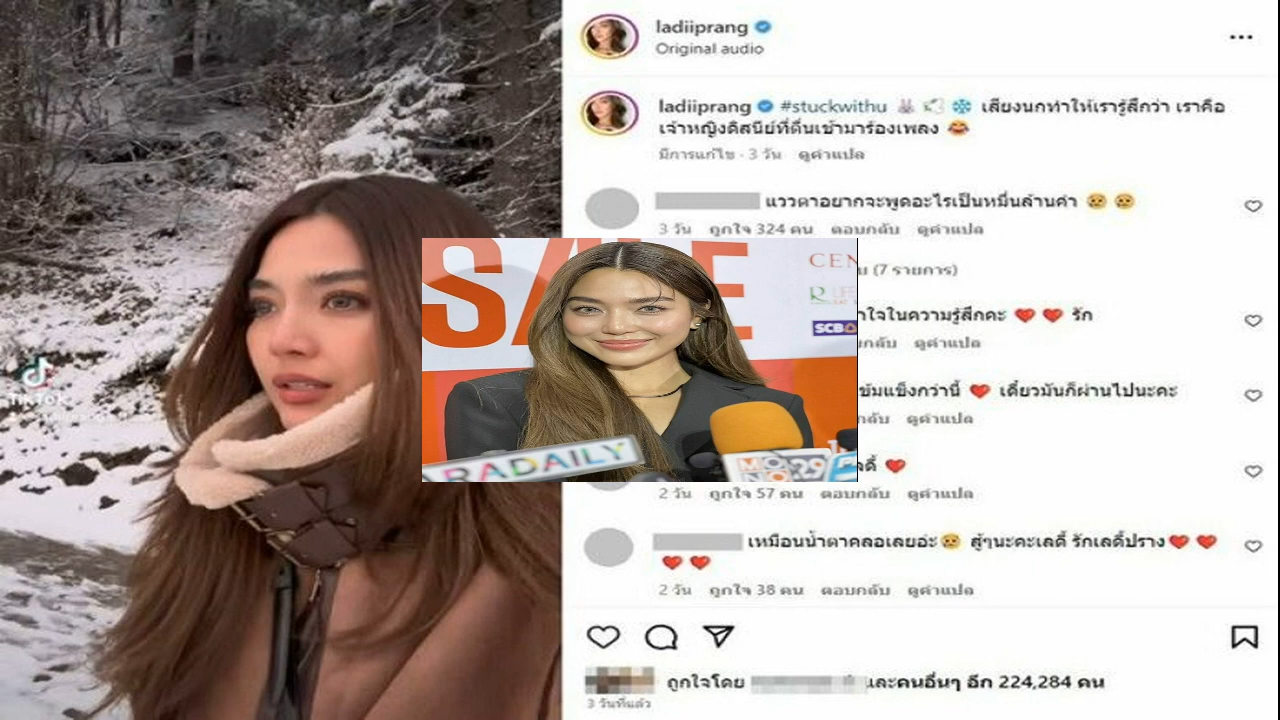 ladiiprang
Original audio
ladiiprang #stuckwithu 🐰 🕊️ ❄️ เสียงนกทำให้เรารู้สึกว่า เราคือ
เจ้าหญิงดิสนีย์ที่ตื่นเช้ามาร้องเพลง 😂
มีการแก้ไข · 3 วัน ดูคำแปล
แววตาอยากจะพูดอะไรเป็นหมื่นล้านคำ 🥺 🥺
3 วัน ถูกใจ 324 คน ตอบกลับ ดูคำแปล
(7 รายการ)
ใจในความรู้สึกคะ ❤️ ❤️ รัก
ดูคำแปล
เข้มแข็งกว่านี้ ❤️ เดี๋ยวมันก็ผ่านไปนะคะ
ตอบกลับ ดูคำแปล
❤️
2 วัน ถูกใจ 57 คน ตอบกลับ ดูคำแปล
เหมือนน้ำตาคลอเลยอ่ะ🥺 สู้ๆนะคะเลดี้ รักเลดี้ปราง❤️ ❤️
❤️ ❤️
2 วัน ถูกใจ 38 คน ตอบกลับ ดูคำแปล
ถูกใจโดย และคนอื่นๆ อีก 224,284 คน
3 วันที่แล้ว
TikTok
SALE
CEN
R LIFE
SCB
ARADAILY
MONO29